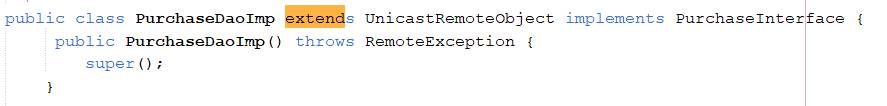 public class PurchaseDaoImp extends UnicastRemoteObject implements PurchaseInterface {
public PurchaseDaoImp() throws RemoteException {
super();
}